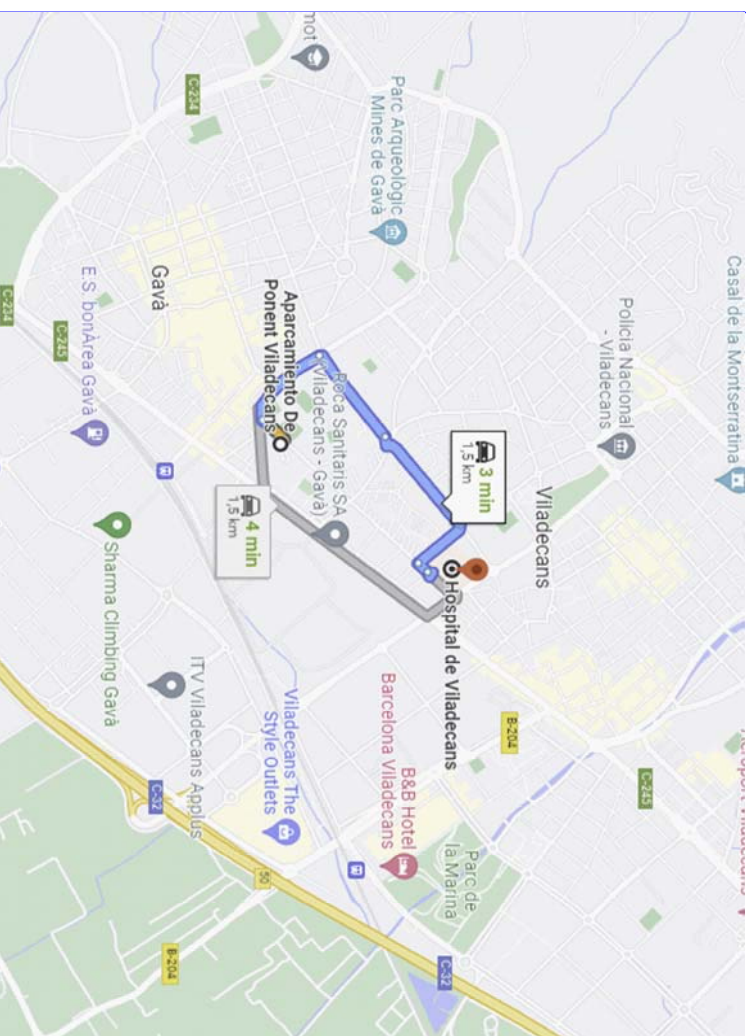 Casal de la Montserratina
Policia Nacional
- Viladecans
Parc Arqueològic
Mines de Gavà
mot
C-234
Viladecans
3 min
1,5 km
Hospital de Viladecans
B-204
C-245
Aparcamiento De
Ponent Viladecans
Roca Sanitaris SA
(Viladecans - Gavà)
4 min
1,5 km
Gavà
B&B Hotel
Barcelona Viladecans
Parc de
la Marina
Viladecans The
Style Outlets
E.S. bonÀrea Gavà
C-245
C-234
Sharma Climbing Gavà
ITV Viladecans Applus
C-32
50
B-204
C-32